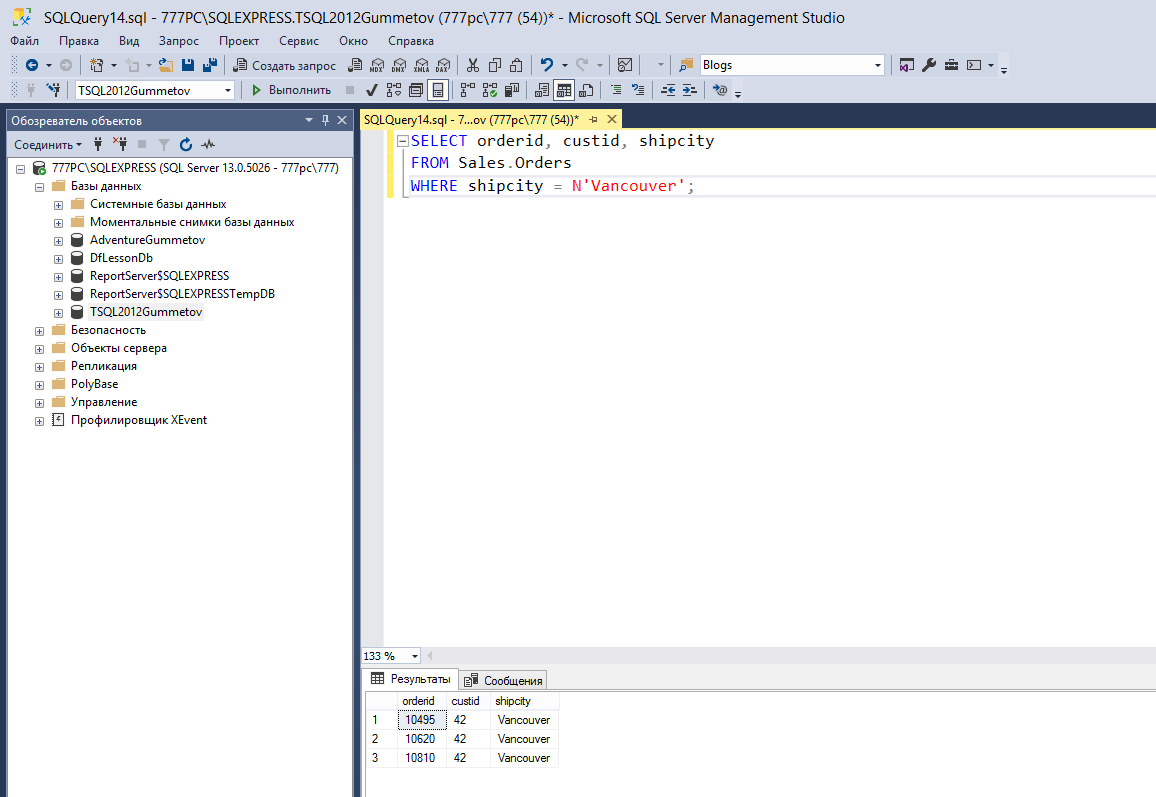 SQLQuery14.sql - 777PC\SQLEXPRESS.TSQL2012Gummetov (777pc\777 (54))* - Microsoft SQL Server Management Studio
Файл Правка Вид Запрос Проект Сервис Окно Справка
Создать запрос MDX DMX XMLA DAX Blogs
TSQL2012Gummetov Выполнить
Обозреватель объектов
Соединить
777PC\SQLEXPRESS (SQL Server 13.0.5026 - 777pc\777)
Базы данных
Системные базы данных
Моментальные снимки базы данных
AdventureGummetov
DfLessonDb
ReportServer$SQLEXPRESS
ReportServer$SQLEXPRESSTempDB
TSQL2012Gummetov
Безопасность
Объекты сервера
Репликация
PolyBase
Управление
Профилировщик XEvent
SQLQuery14.sql - 7...ov (777pc\777 (54))*
SELECT orderid, custid, shipcity
FROM Sales.Orders
WHERE shipcity = N'Vancouver';
133 %
Результаты Сообщения
orderid custid shipcity
1 10495 42 Vancouver
2 10620 42 Vancouver
3 10810 42 Vancouver